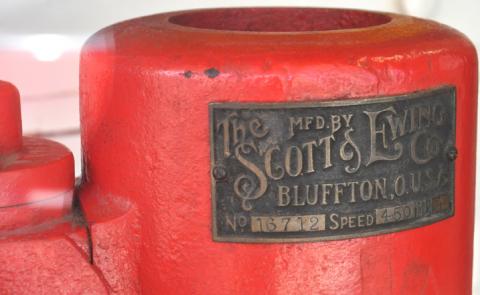 The MFD. BY
Scott & Ewing Co.
BLUFFTON, O. U.S.A.
No 16712 SPEED 450